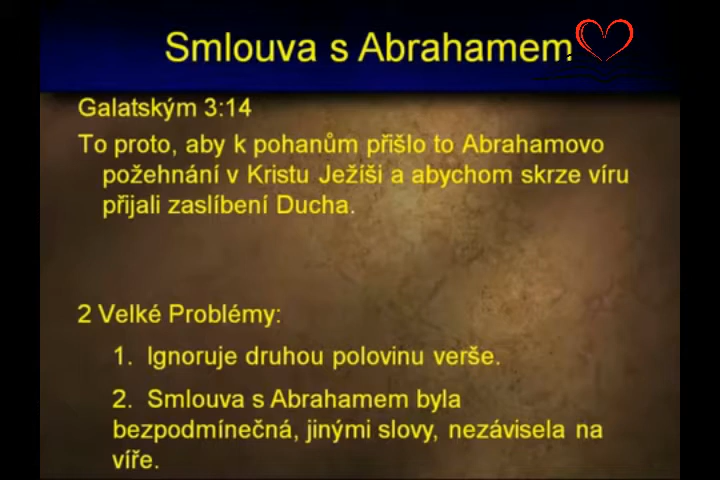 Smlouva s Abrahamem
Galatským 3:14
To proto, aby k pohanům přišlo to Abrahamovo
požehnání v Kristu Ježíši a abychom skrze víru
přijali zaslíbení Ducha.
2 Velké Problémy:
1. Ignoruje druhou polovinu verše.
2. Smlouva s Abrahamem byla
bezpodmínečná, jinými slovy, nezávisela na
víře.